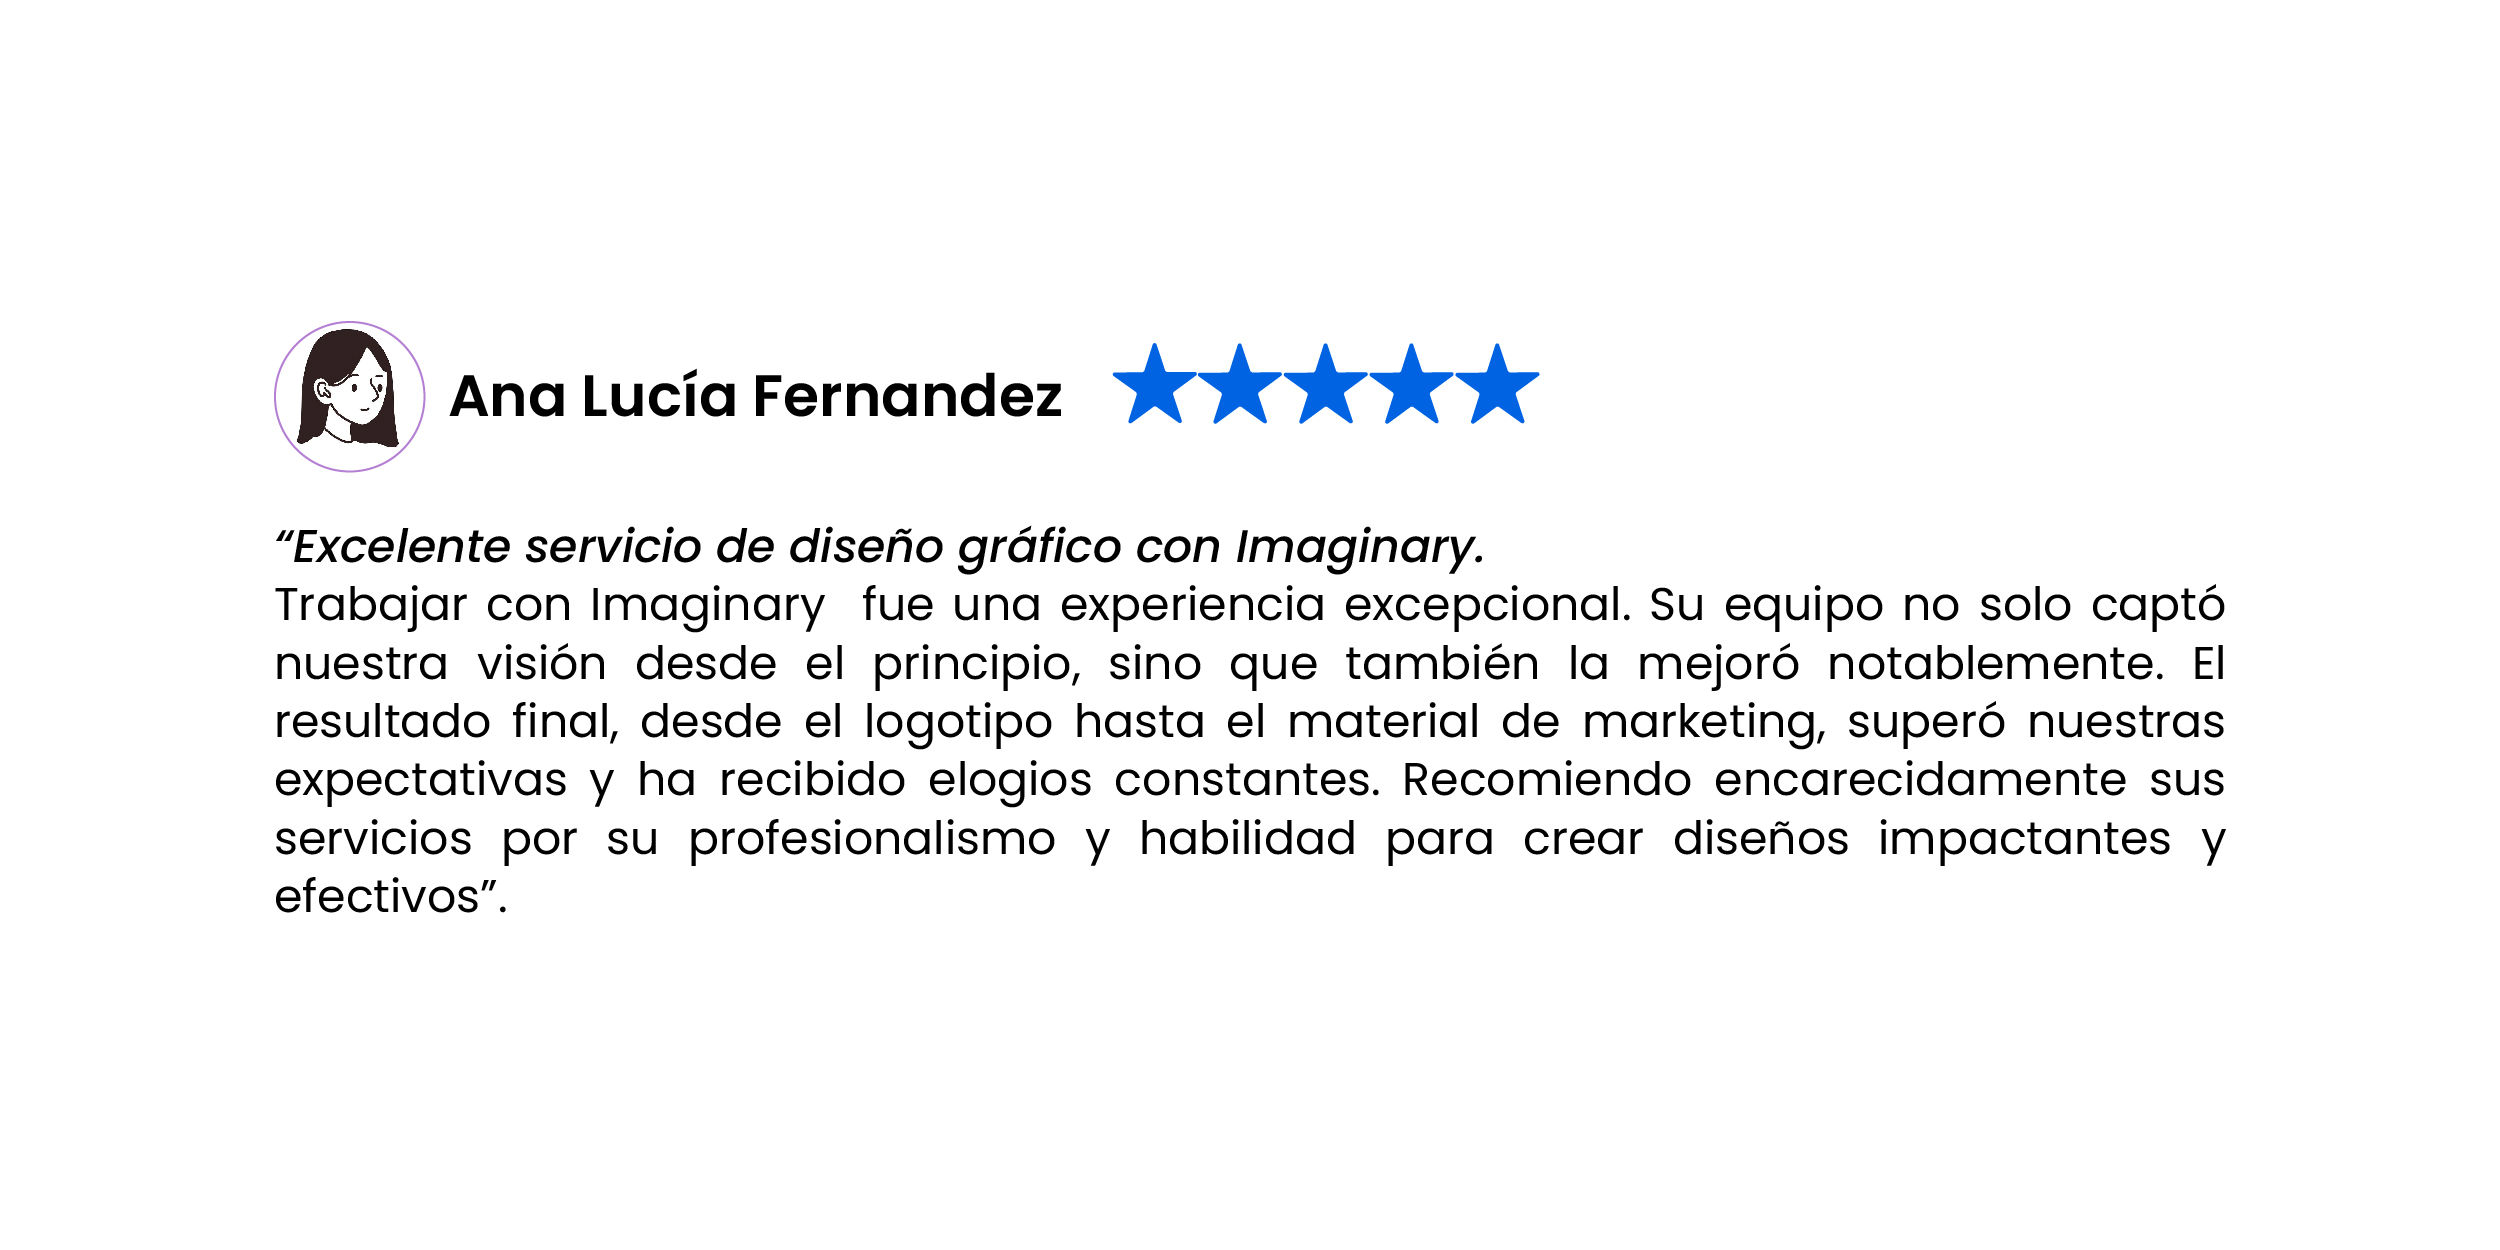 Ana Lucía Fernandez
“Excelente servicio de diseño gráfico con Imaginary.
Trabajar con Imaginary  fue una experiencia excepcional. Su equipo no solo captó
nuestra visión desde el principio, sino que también la mejoró notablemente. El
resultado final, desde el logotipo hasta el material de marketing, superó nuestras
expectativas y ha recibido elogios constantes. Recomiendo encarecidamente sus
servicios por su profesionalismo y habilidad para crear diseños impactantes y
efectivos”.